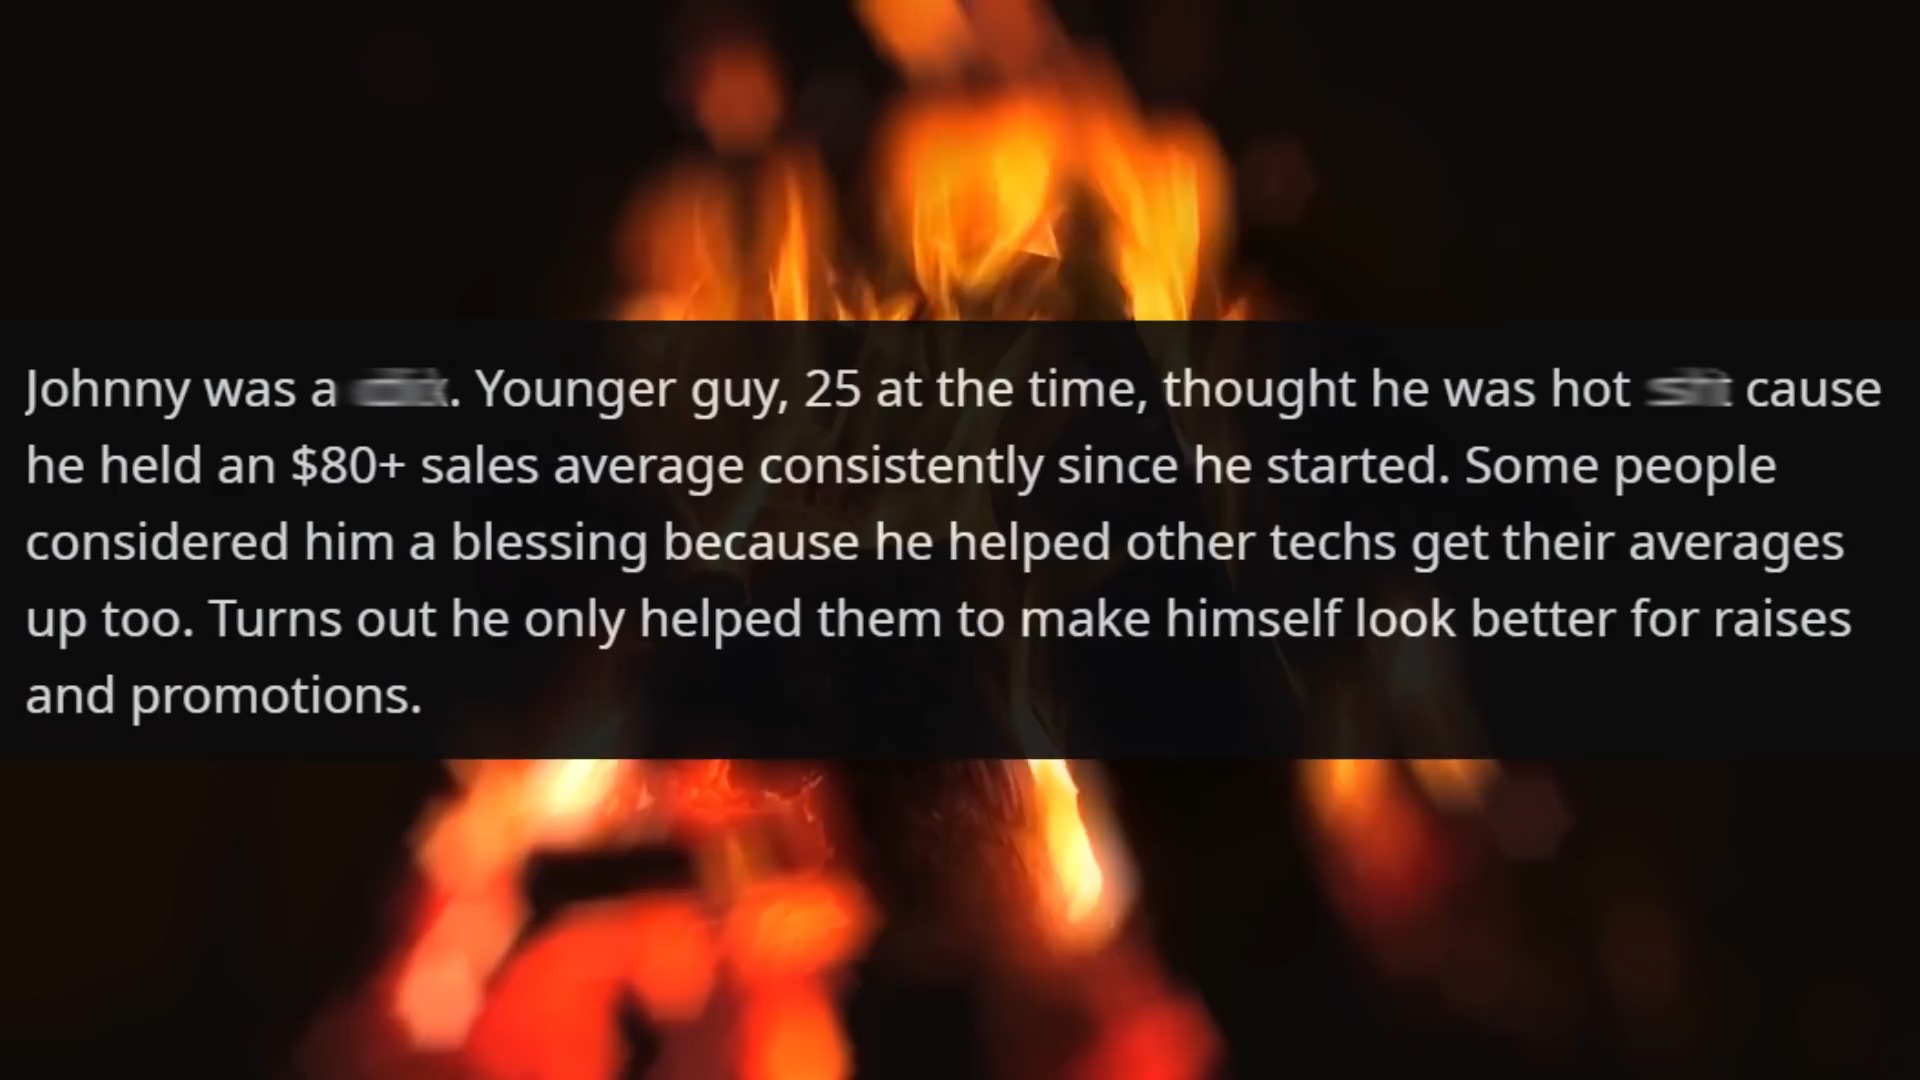 Johnny was a . Younger guy, 25 at the time, thought he was hot cause
he held an $80+ sales average consistently since he started. Some people
considered him a blessing because he helped other techs get their averages
up too. Turns out he only helped them to make himself look better for raises
and promotions.